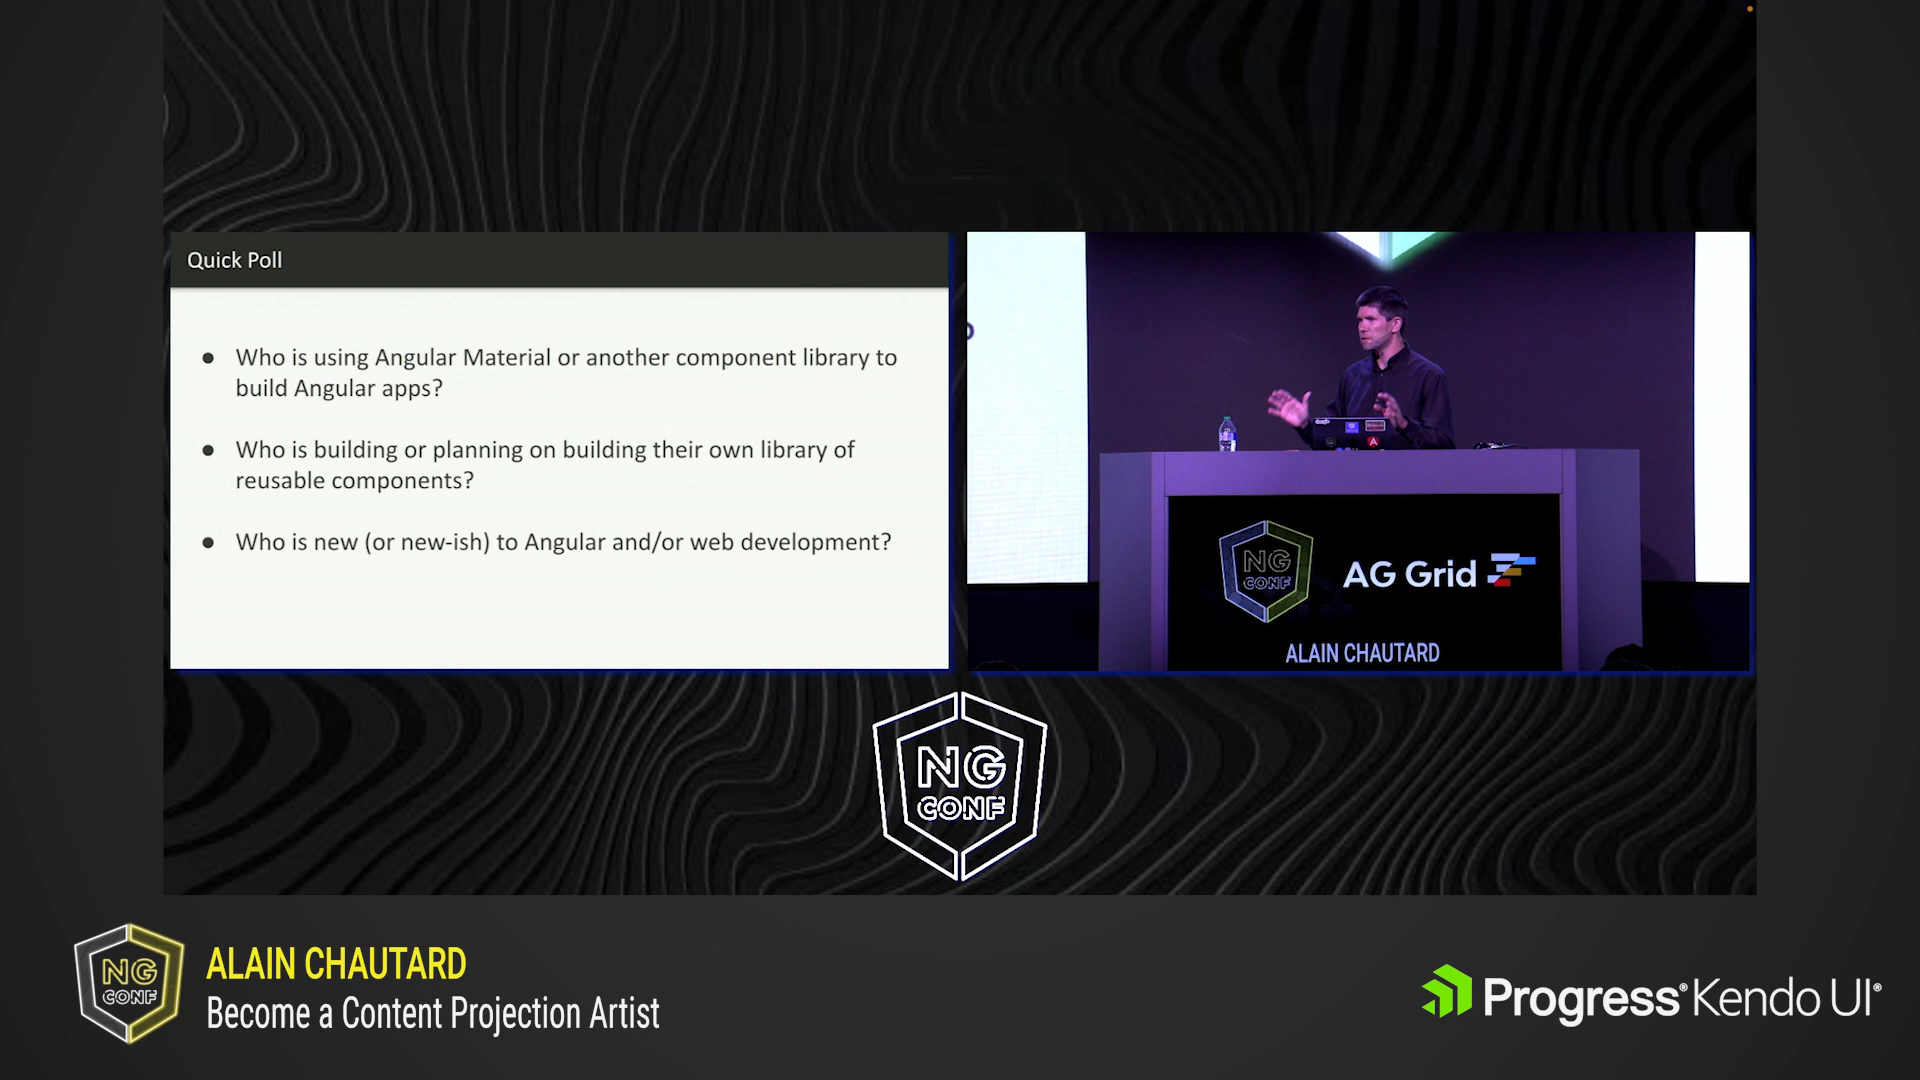 Quick Poll
● Who is using Angular Material or another component library to
build Angular apps?
● Who is building or planning on building their own library of
reusable components?
● Who is new (or new-ish) to Angular and/or web development?
NG
CONF
AG Grid
ALAIN CHAUTARD
NG
CONF
NG
CONF
ALAIN CHAUTARD
Become a Content Projection Artist
Progress® Kendo UI®